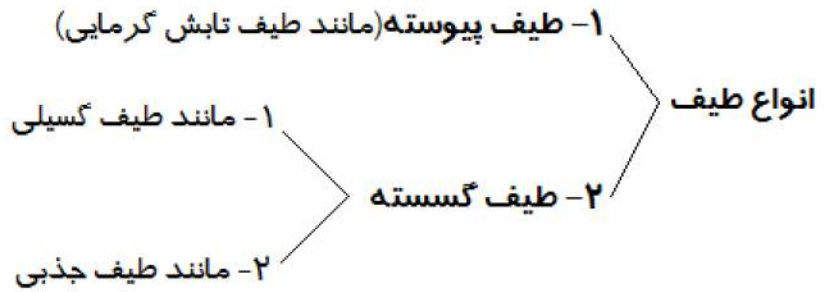 انواع طیف
۱- طیف پیوسته(مانند طیف تابش گرمایی)
۲- طیف گسسته
۱- مانند طیف گسیلی
۲- مانند طیف جذبی